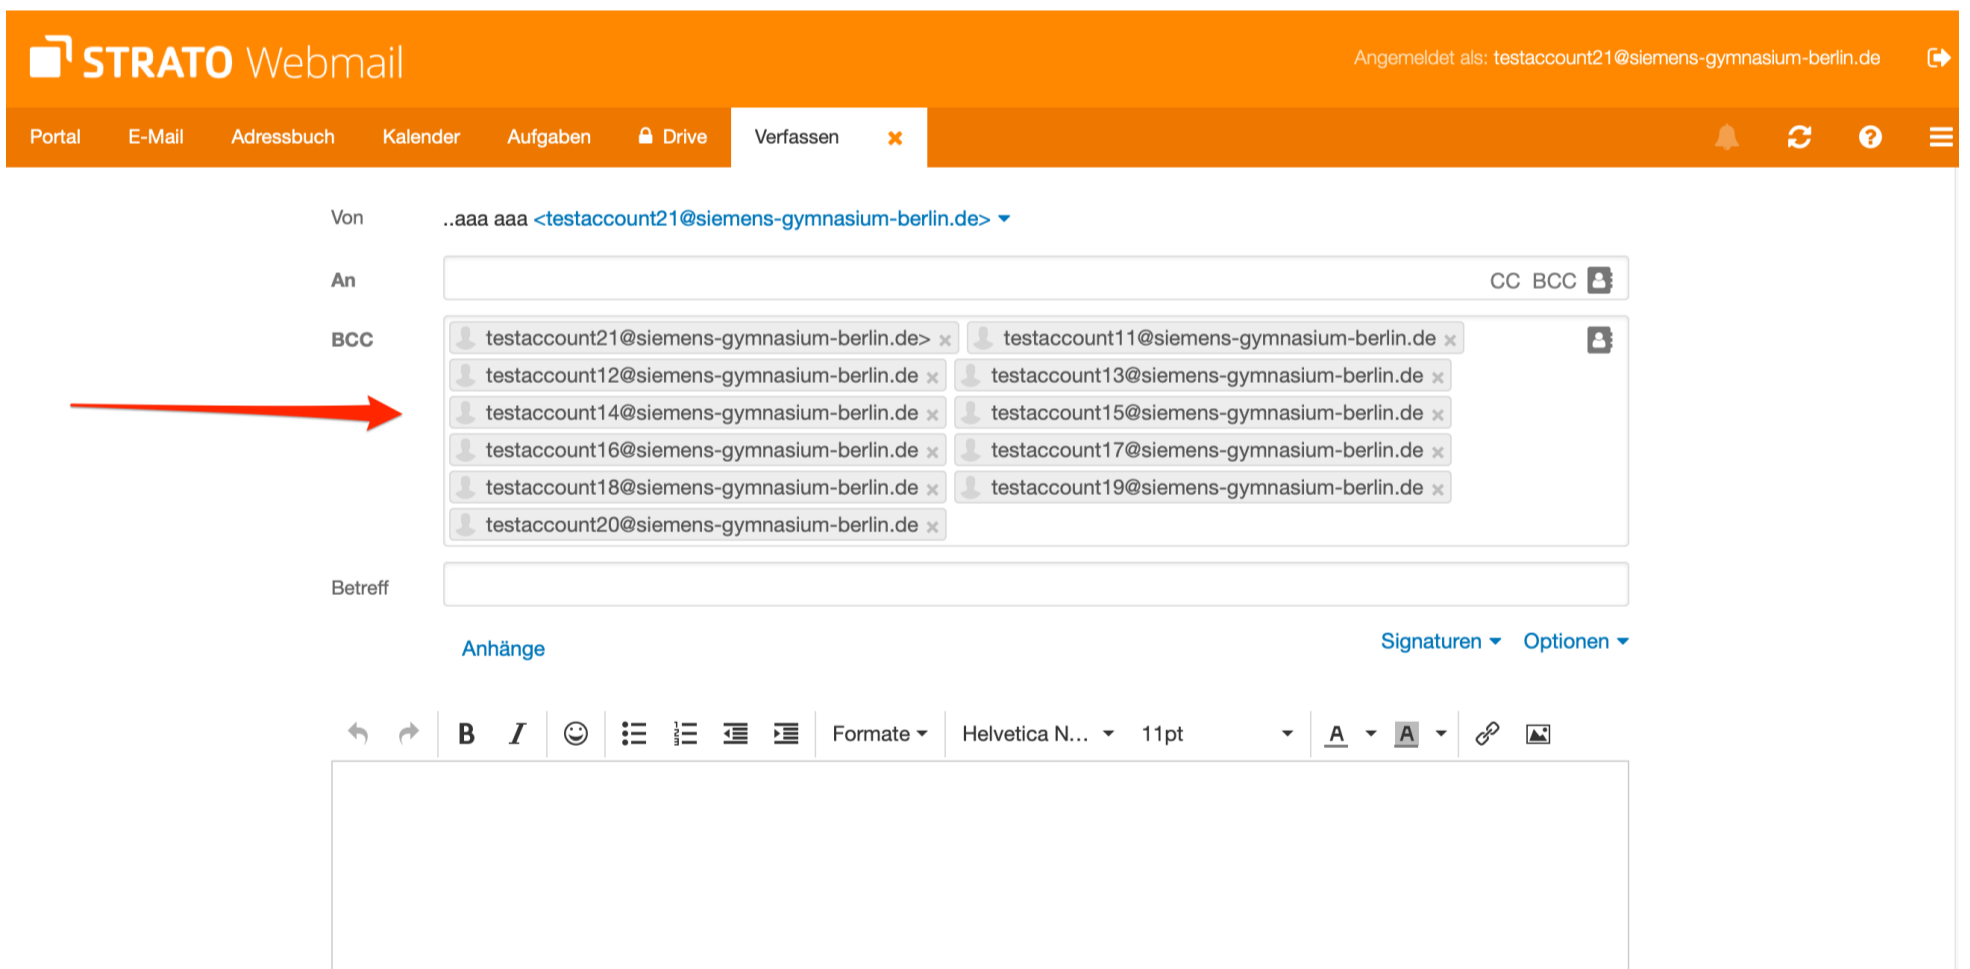 STRATO Webmail
Angemeldet als: testaccount21@siemens-gymnasium-berlin.de
Portal E-Mail Adressbuch Kalender Aufgaben Drive Verfassen
Von ..aaa aaa <testaccount21@siemens-gymnasium-berlin.de>
An CC BCC
BCC testaccount21@siemens-gymnasium-berlin.de> testaccount11@siemens-gymnasium-berlin.de
testaccount12@siemens-gymnasium-berlin.de testaccount13@siemens-gymnasium-berlin.de
testaccount14@siemens-gymnasium-berlin.de testaccount15@siemens-gymnasium-berlin.de
testaccount16@siemens-gymnasium-berlin.de testaccount17@siemens-gymnasium-berlin.de
testaccount18@siemens-gymnasium-berlin.de testaccount19@siemens-gymnasium-berlin.de
testaccount20@siemens-gymnasium-berlin.de
Betreff
Anhänge Signaturen Optionen
B I Formate Helvetica N... 11pt A A